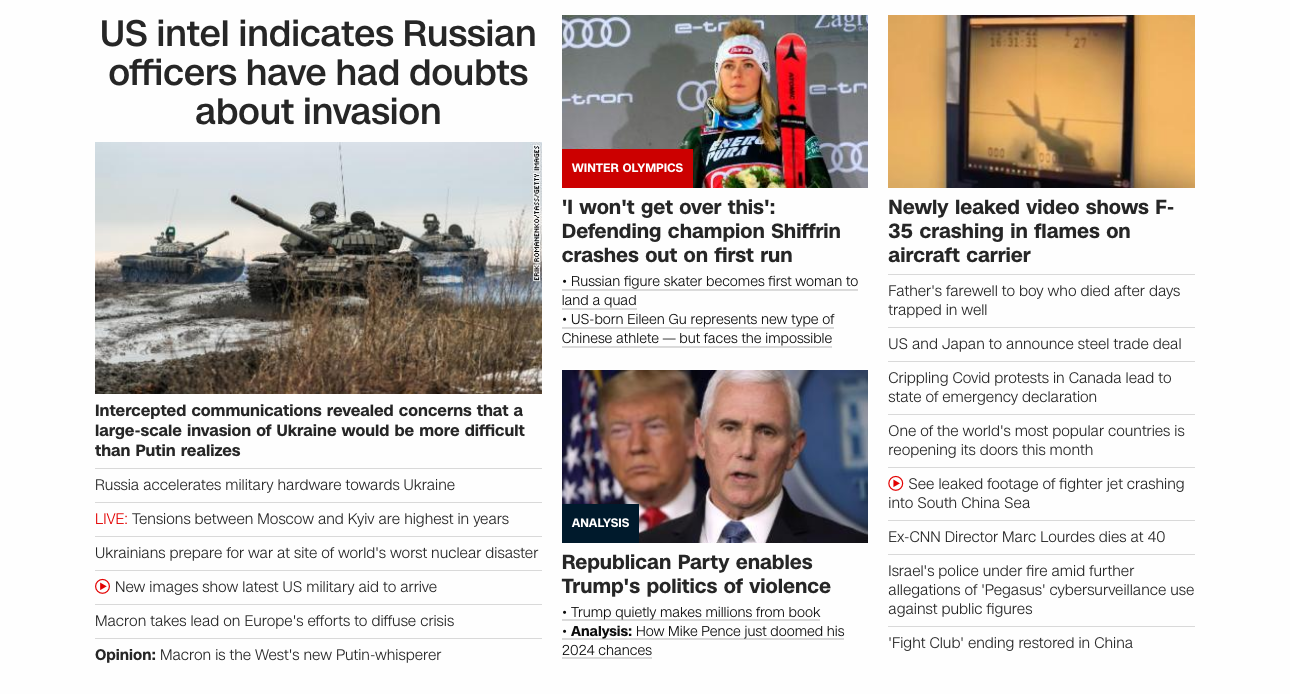 US intel indicates Russian
officers have had doubts
about invasion
ERIK ROMANENKO/TASS/GETTY IMAGES
Intercepted communications revealed concerns that a
large-scale invasion of Ukraine would be more difficult
than Putin realizes
Russia accelerates military hardware towards Ukraine
LIVE: Tensions between Moscow and Kyiv are highest in years
Ukrainians prepare for war at site of world's worst nuclear disaster
New images show latest US military aid to arrive
Macron takes lead on Europe's efforts to diffuse crisis
Opinion: Macron is the West's new Putin-whisperer
e-tron
e-tron
ENERGIAPURA
WINTER OLYMPICS
'I won't get over this':
Defending champion Shiffrin
crashes out on first run
• Russian figure skater becomes first woman to
land a quad
• US-born Eileen Gu represents new type of
Chinese athlete — but faces the impossible
ANALYSIS
Republican Party enables
Trump's politics of violence
• Trump quietly makes millions from book
• Analysis: How Mike Pence just doomed his
2024 chances
16:31:31 27
Newly leaked video shows F-
35 crashing in flames on
aircraft carrier
Father's farewell to boy who died after days
trapped in well
US and Japan to announce steel trade deal
Crippling Covid protests in Canada lead to
state of emergency declaration
One of the world's most popular countries is
reopening its doors this month
See leaked footage of fighter jet crashing
into South China Sea
Ex-CNN Director Marc Lourdes dies at 40
Israel's police under fire amid further
allegations of 'Pegasus' cybersurveillance use
against public figures
'Fight Club' ending restored in China